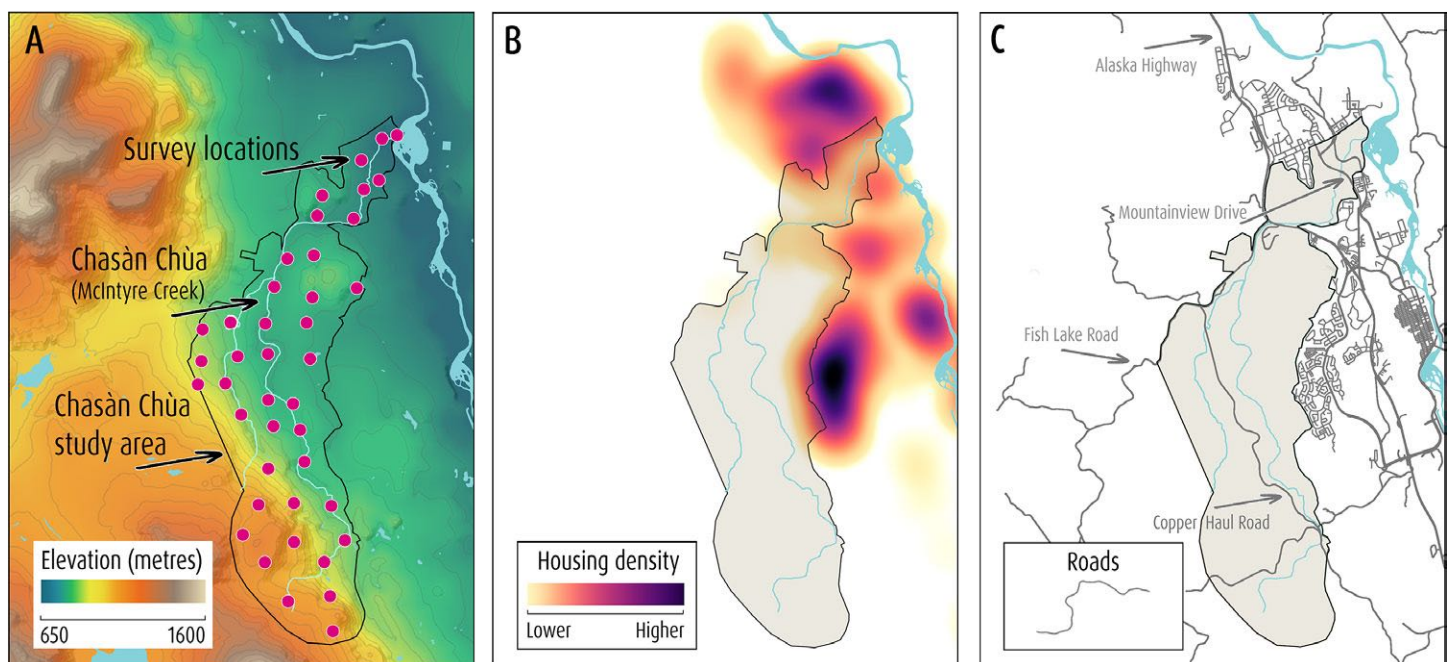 A
Survey locations
Chasàn Chùa
(McIntyre Creek)
Chasàn Chùa
study area
Elevation (metres)
650 1600
B
Housing density
Lower Higher
C
Alaska Highway
Mountainview Drive
Fish Lake Road
Copper Haul Road
Roads